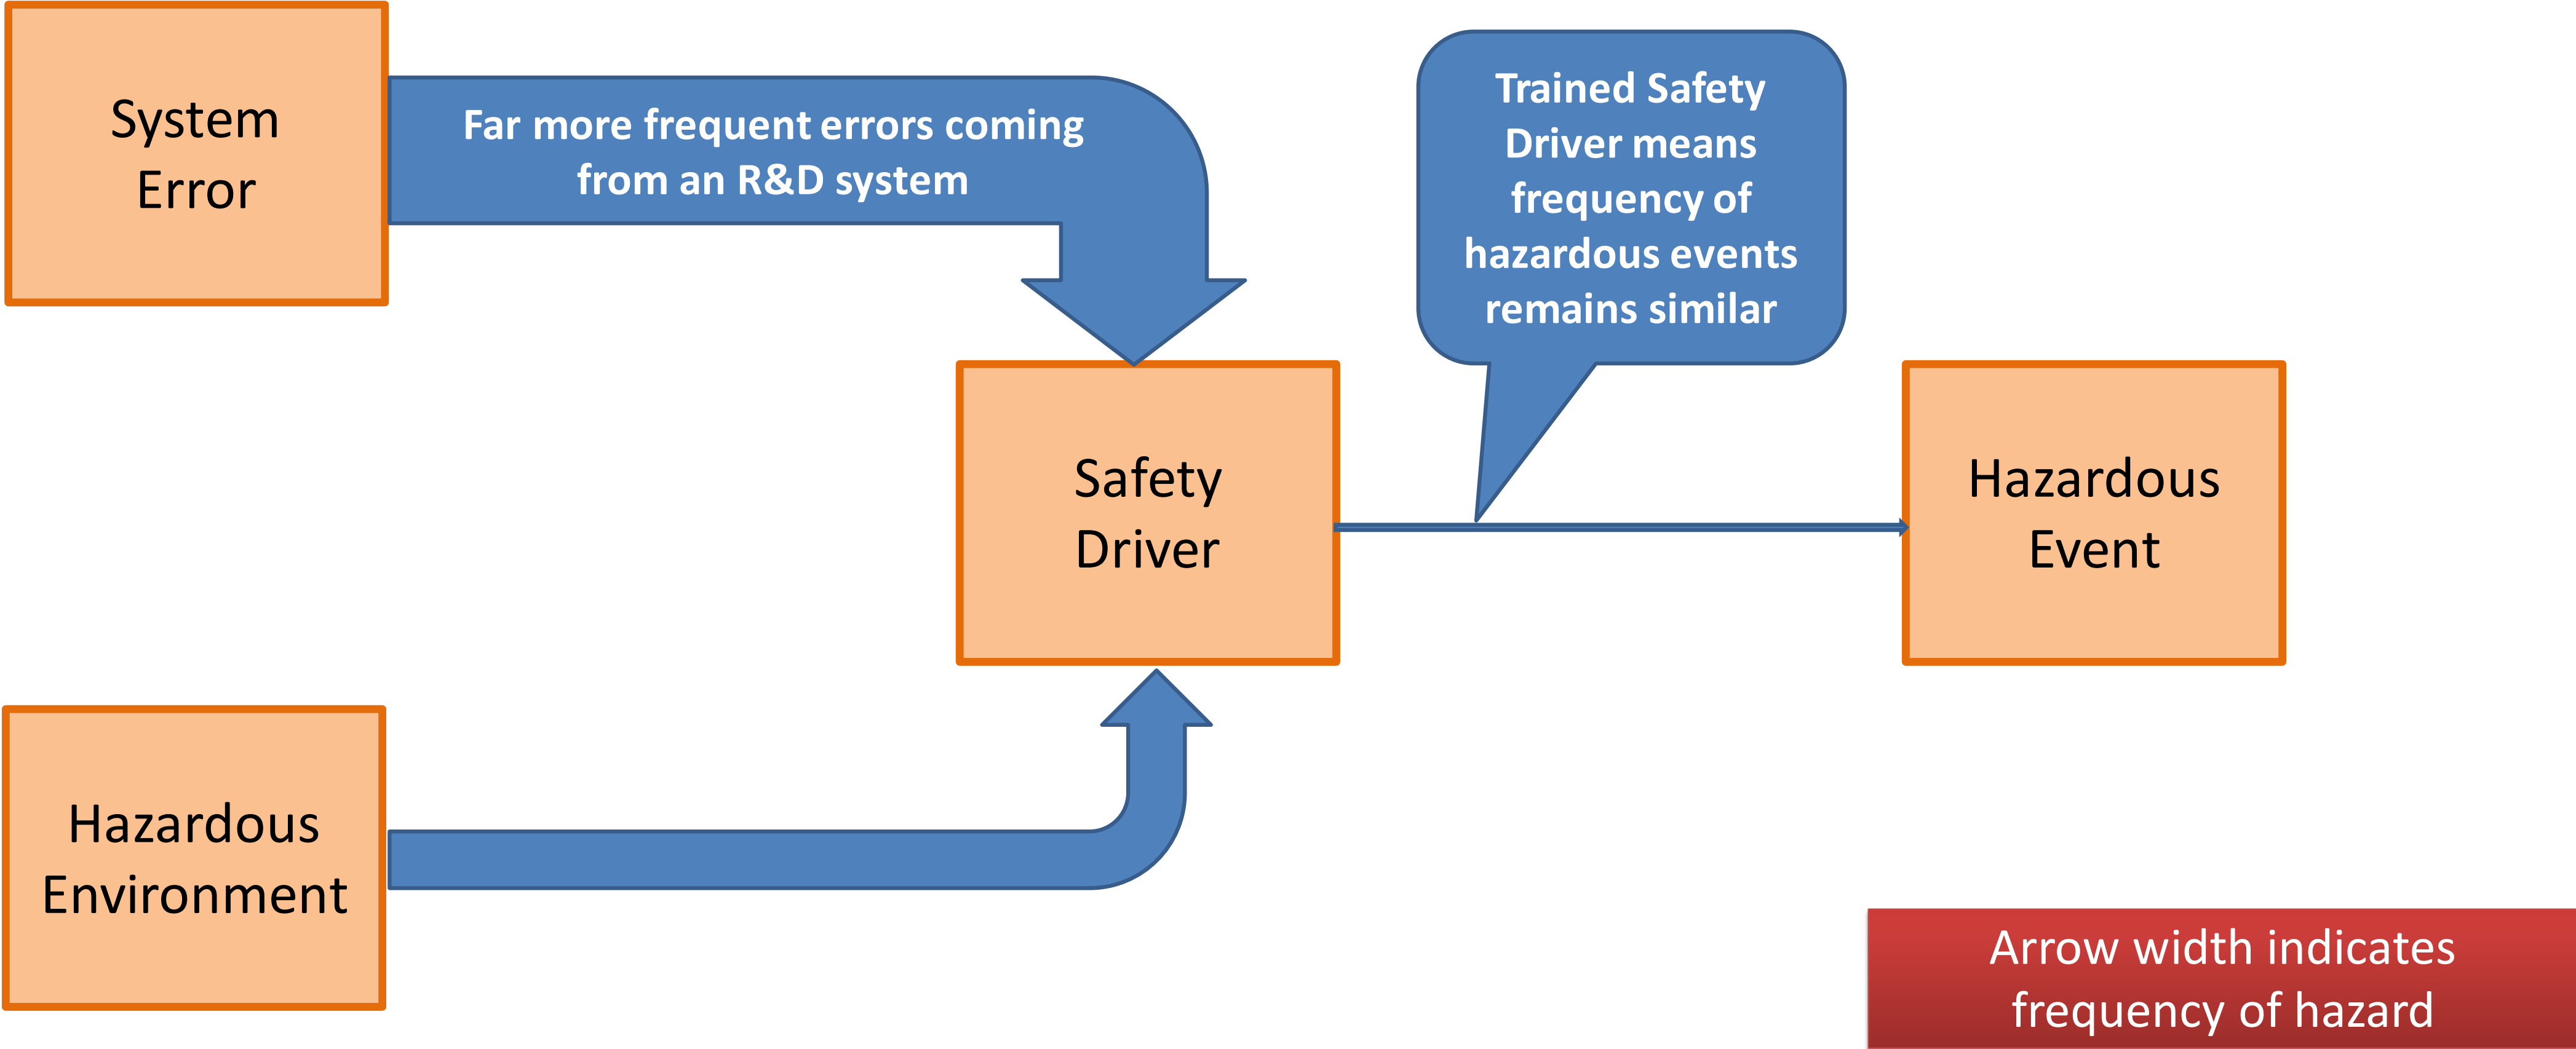 System
Error
Far more frequent errors coming
from an R&D system
Trained Safety
Driver means
frequency of
hazardous events
remains similar
Safety
Driver
Hazardous
Event
Hazardous
Environment
Arrow width indicates
frequency of hazard